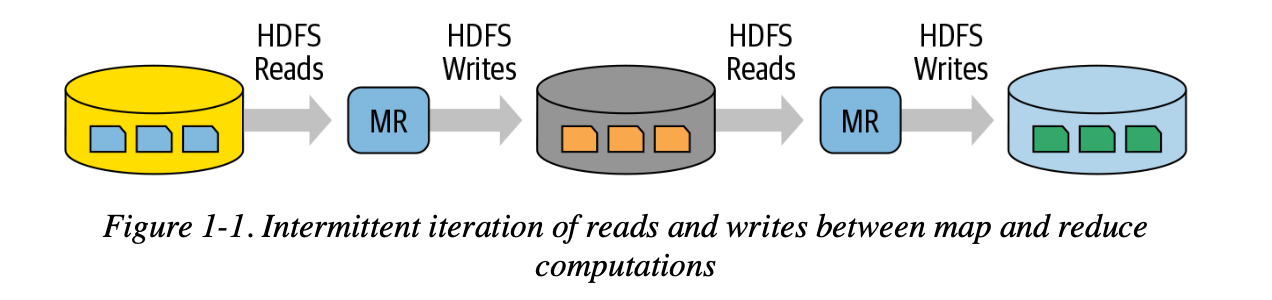 HDFS
Reads
HDFS
Writes
HDFS
Reads
HDFS
Writes
MR
MR
Figure 1-1. Intermittent iteration of reads and writes between map and reduce
computations